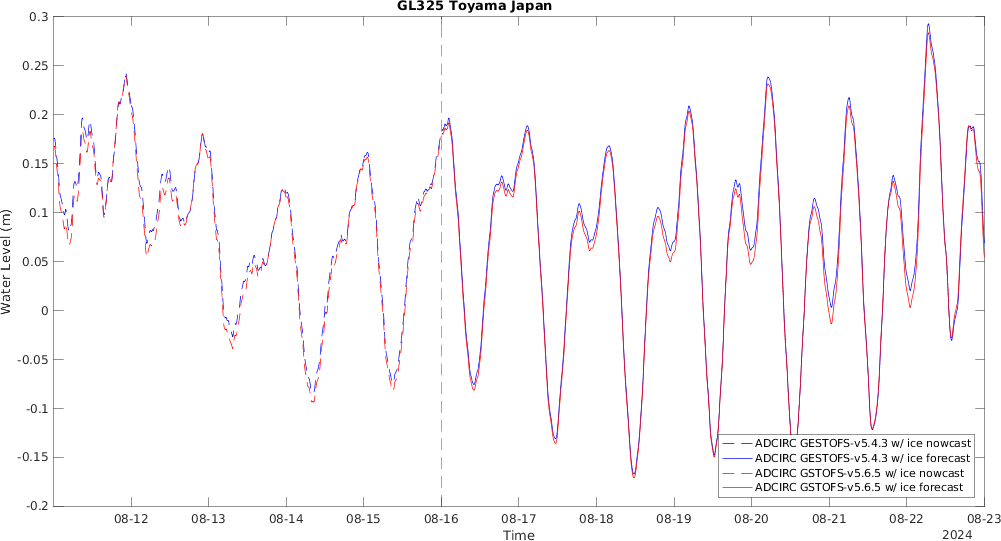 GL325 Toyama Japan
0.3
0.25
0.2
0.15
0.1
0.05
0
-0.05
-0.1
-0.15
-0.2
Water Level (m)
ADCIRC GESTOFS-v5.4.3 w/ ice nowcast
ADCIRC GESTOFS-v5.4.3 w/ ice forecast
ADCIRC GSTOFS-v5.6.5 w/ ice nowcast
ADCIRC GSTOFS-v5.6.5 w/ ice forecast
08-12 08-13 08-14 08-15 08-16 08-17 08-18 08-19 08-20 08-21 08-22 08-23
Time
2024